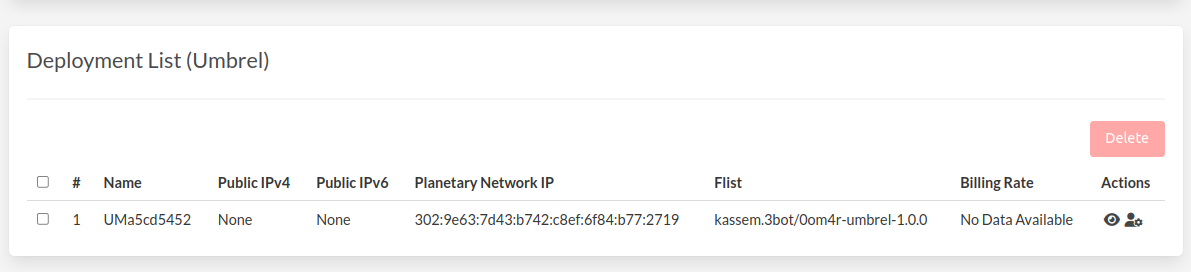 Deployment List (Umbrel)
Delete
# Name Public IPv4 Public IPv6 Planetary Network IP Flist Billing Rate Actions
1 UMa5cd5452 None None 302:9e63:7d43:b742:c8ef:6f84:b77:2719 kassem.3bot/0om4r-umbrel-1.0.0 No Data Available